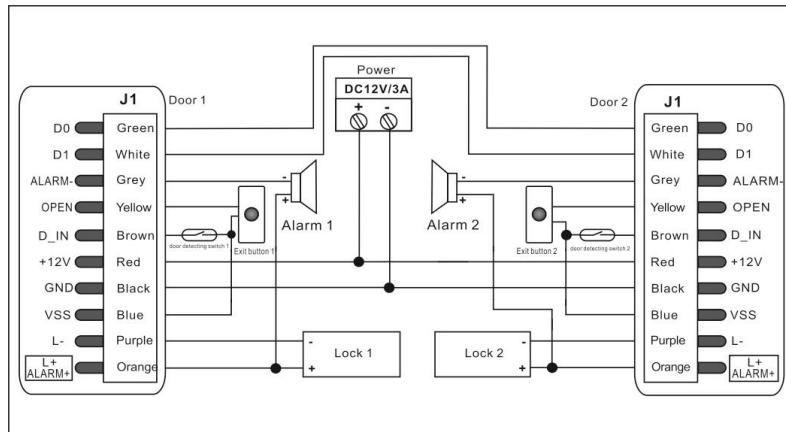 Power
DC12V/3A
+ -
J1 Door 1
D0 Green
D1 White
ALARM- Grey
OPEN Yellow
D_IN Brown
+12V Red
GND Black
VSS Blue
L- Purple
L+
ALARM+ Orange
door detecting switch 1
Exit button 1
-
+
Alarm 1
-
+
Lock 1
-
+
Alarm 2
Exit button 2
door detecting switch 2
Lock 2
-
+
Door 2 J1
Green D0
White D1
Grey ALARM-
Yellow OPEN
Brown D_IN
Red +12V
Black GND
Blue VSS
Purple L-
Orange L+
ALARM+